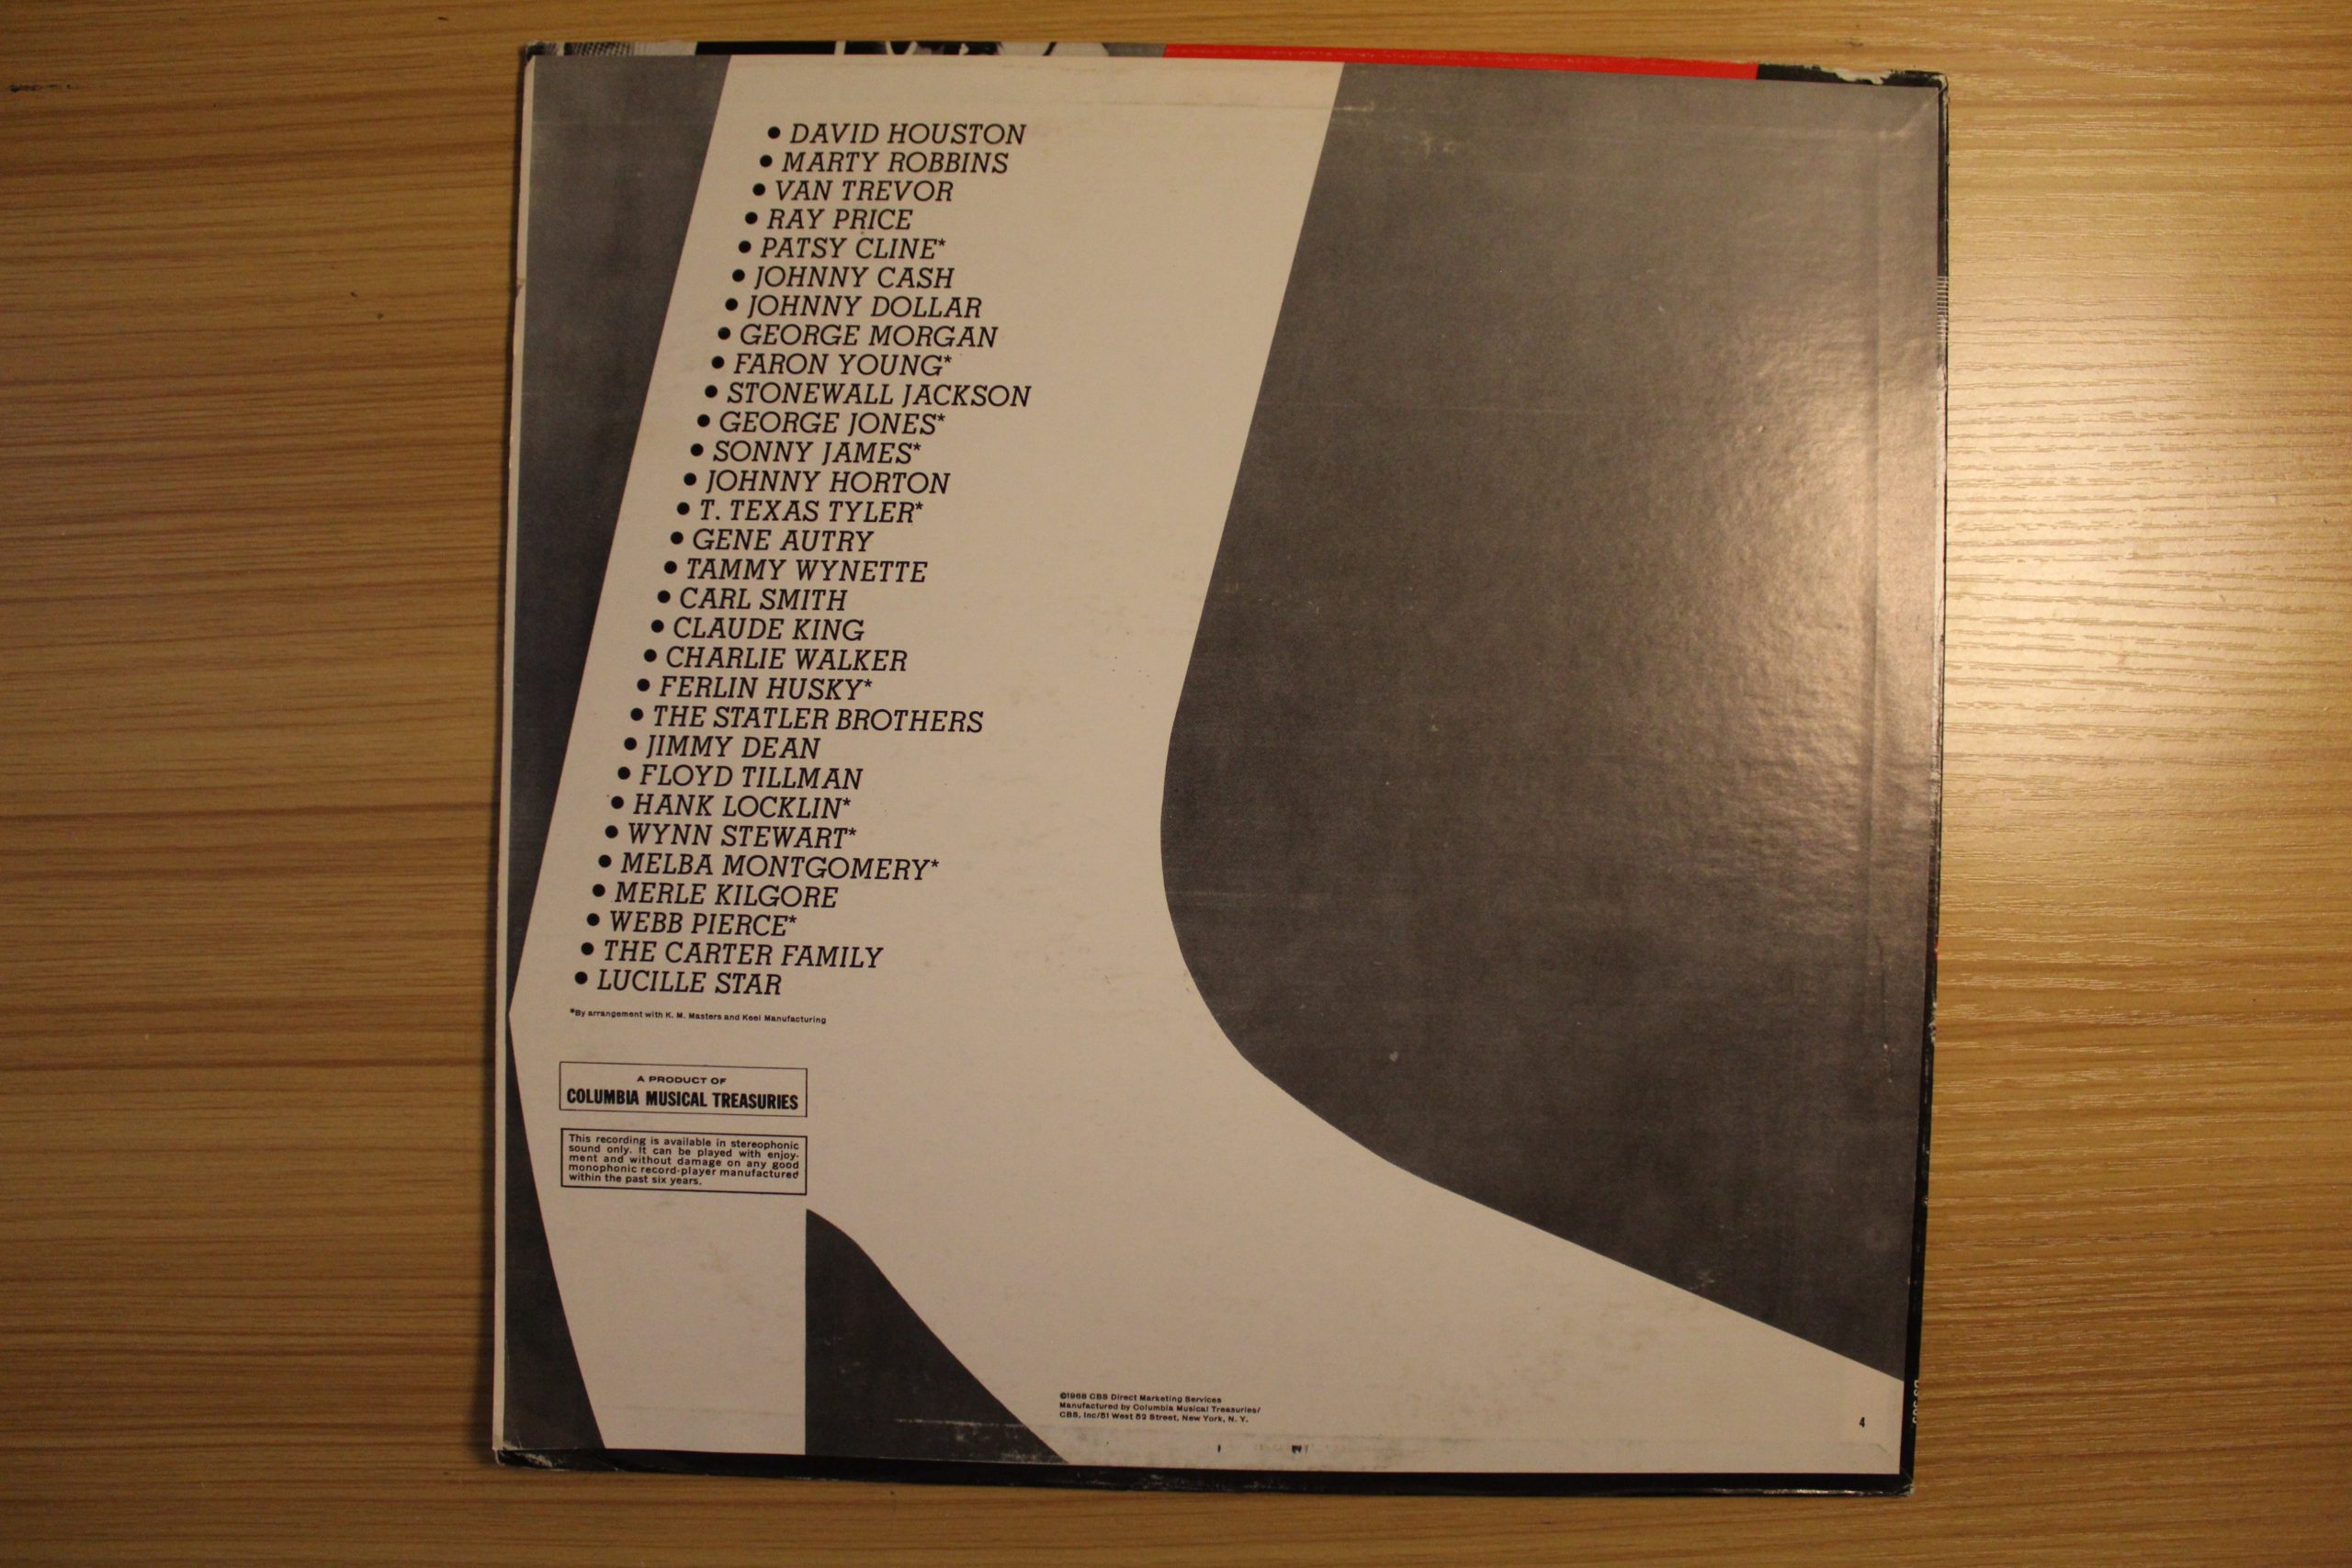 • DAVID HOUSTON
• MARTY ROBBINS
• VAN TREVOR
• RAY PRICE
• PATSY CLINE*
• JOHNNY CASH
• JOHNNY DOLLAR
• GEORGE MORGAN
• FARON YOUNG*
• STONEWALL JACKSON
• GEORGE JONES*
• SONNY JAMES*
• JOHNNY HORTON
• T. TEXAS TYLER*
• GENE AUTRY
• TAMMY WYNETTE
• CARL SMITH
• CLAUDE KING
• CHARLIE WALKER
• FERLIN HUSKY*
• THE STATLER BROTHERS
• JIMMY DEAN
• FLOYD TILLMAN
• HANK LOCKLIN*
• WYNN STEWART*
• MELBA MONTGOMERY*
• MERLE KILGORE
• WEBB PIERCE*
• THE CARTER FAMILY
• LUCILLE STAR
*By arrangement with K. M. Masters and Keel Manufacturing
A PRODUCT OF
COLUMBIA MUSICAL TREASURIES
This recording is available in stereophonic
sound only. It can be played with enjoy-
ment and without damage on any good
monophonic record-player manufactured
within the past six years.
©1968 CBS Direct Marketing Services
Manufactured by Columbia Musical Treasuries/
CBS, Inc/51 West 52 Street, New York, N. Y.
4